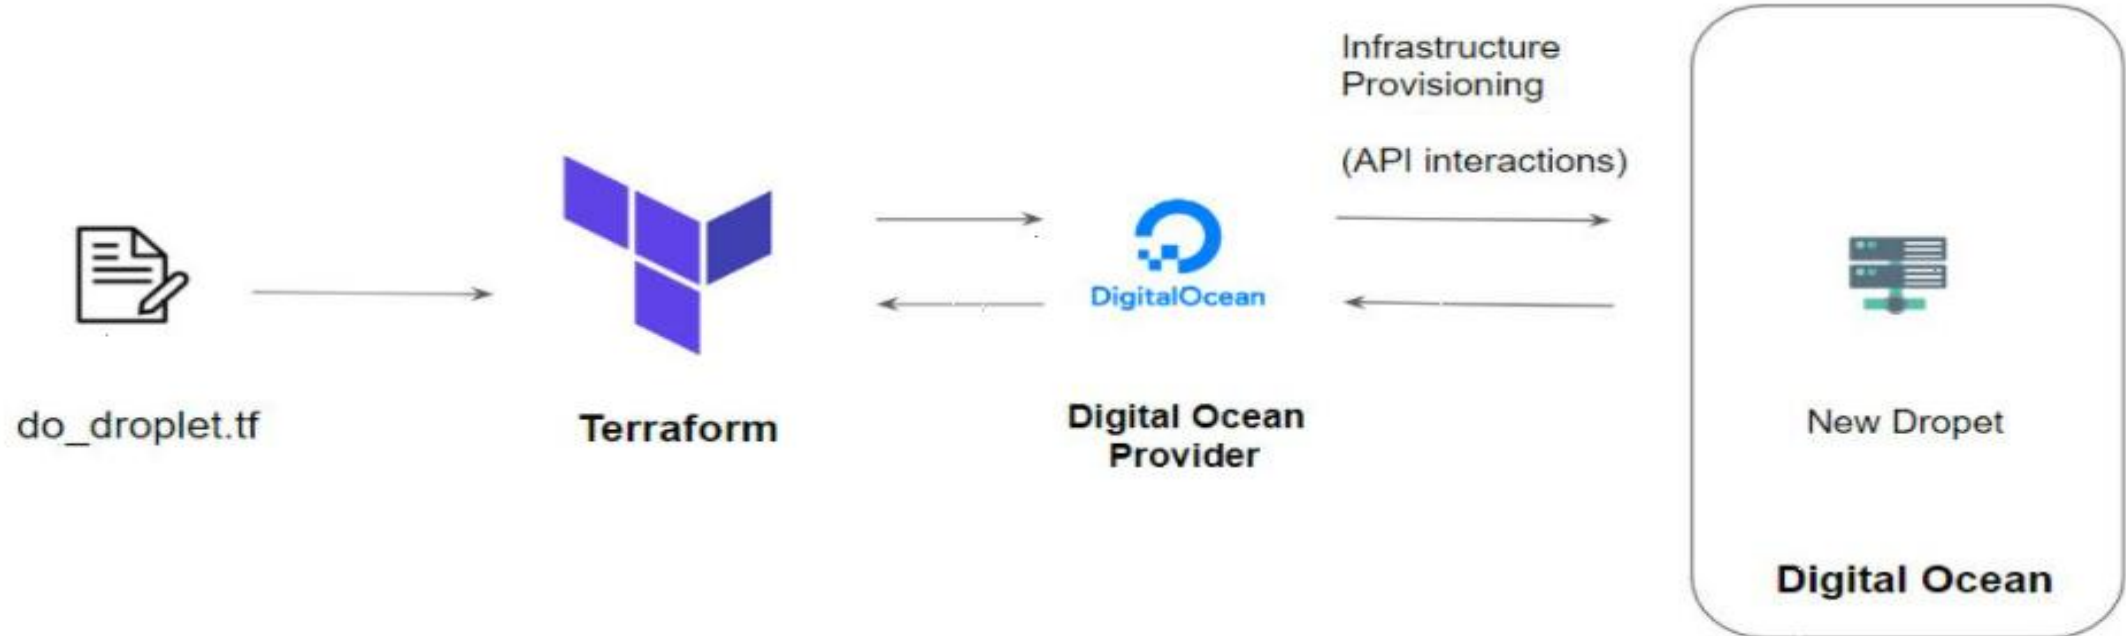 do_droplet.tf
Terraform
DigitalOcean
Digital Ocean
Provider
Infrastructure
Provisioning
(API interactions)
New Dropet
Digital Ocean